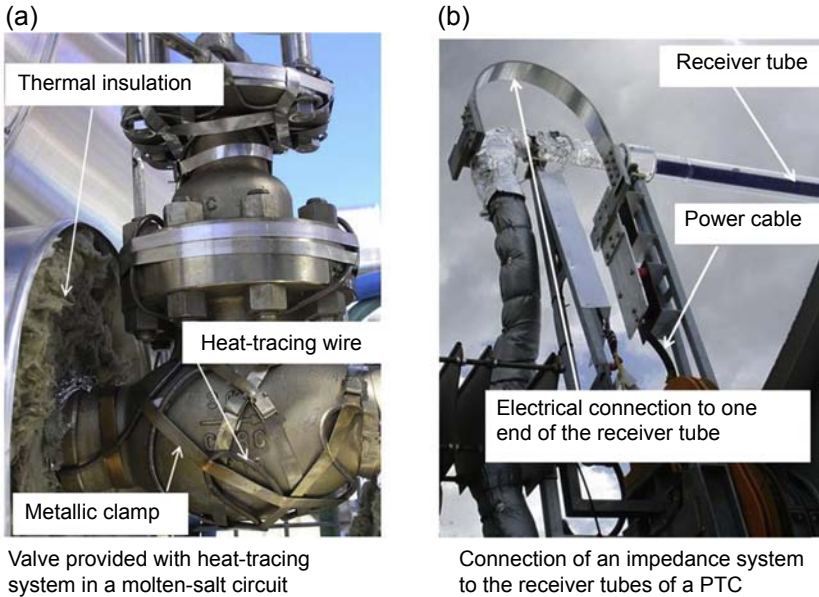 (a)
Thermal insulation
Heat-tracing wire
Metallic clamp
Valve provided with heat-tracing
system in a molten-salt circuit
(b)
Receiver tube
Power cable
Electrical connection to one
end of the receiver tube
Connection of an impedance system
to the receiver tubes of a PTC